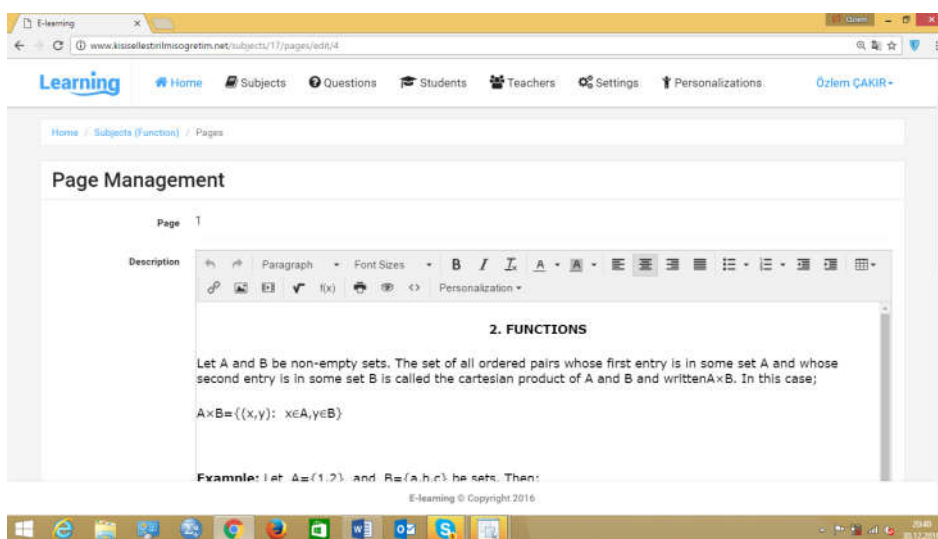 E-learning
www.kisisellestirilmisogretim.net/subjects/17/pages/edit/4
Learning Home Subjects Questions Students Teachers Settings Personalizations Özlem ÇAKIR
Home / Subjects (Function) / Pages
Page Management
Page 1
Description
Paragraph Font Sizes B I Ix A A
f(x) <> Personalization
2. FUNCTIONS
Let A and B be non-empty sets. The set of all ordered pairs whose first entry is in some set A and whose
second entry is in some set B is called the cartesian product of A and B and writtenA×B. In this case;
A×B={(x,y): x∈A,y∈B}
Example: Let A={1,2} and B={a,b,c} be sets. Then:
E-learning © Copyright 2016
20:40